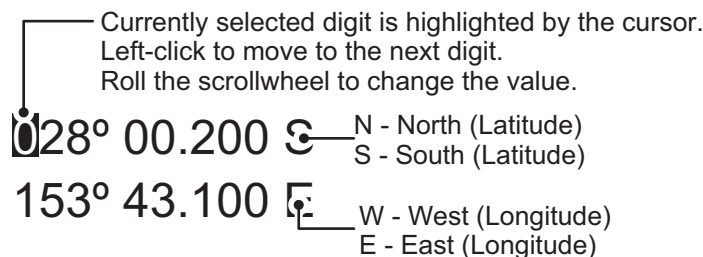 Currently selected digit is highlighted by the cursor.
Left-click to move to the next digit.
Roll the scrollwheel to change the value.
028º 00.200 S
N - North (Latitude)
S - South (Latitude)
153º 43.100 E
W - West (Longitude)
E - East (Longitude)